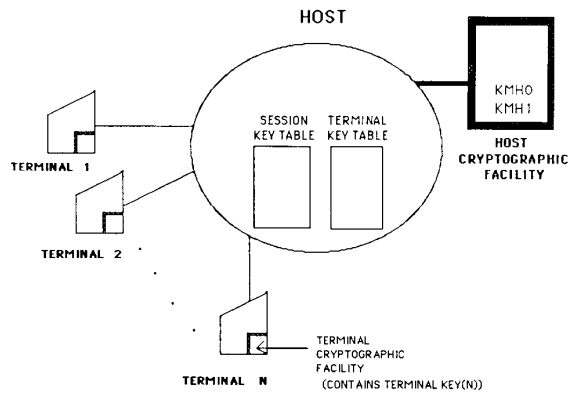 HOST
KMH0
KMH1
HOST
CRYPTOGRAPHIC
FACILITY
SESSION
KEY TABLE
TERMINAL
KEY TABLE
TERMINAL 1
TERMINAL 2
TERMINAL N
TERMINAL
CRYPTOGRAPHIC
FACILITY
(CONTAINS TERMINAL KEY(N))